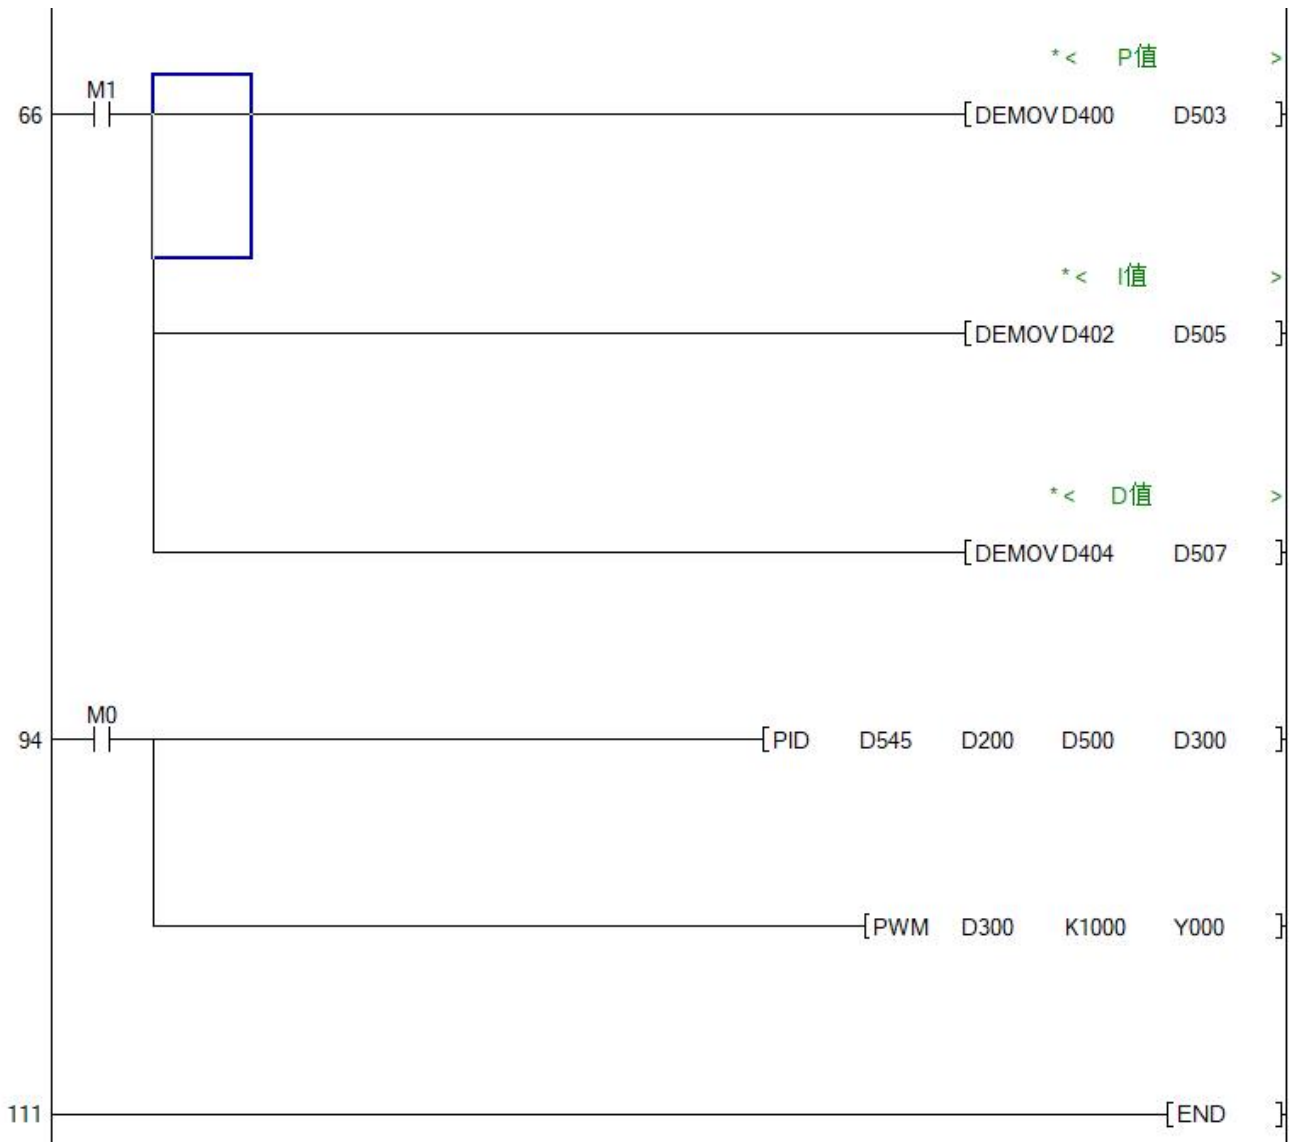 *< P值 >
M1
66 [DEMOV D400 D503 ]
*< I值 >
[DEMOV D402 D505 ]
*< D值 >
[DEMOV D404 D507 ]
M0
94 [PID D545 D200 D500 D300 ]
[PWM D300 K1000 Y000 ]
111 [END ]